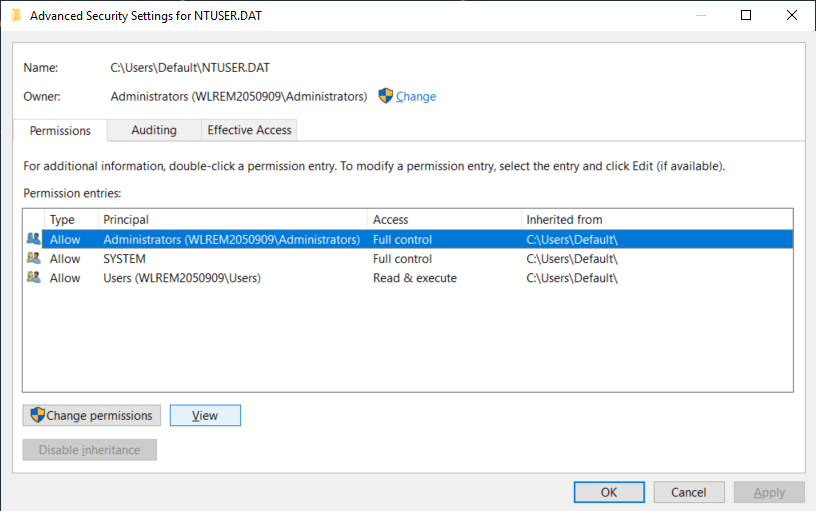 Advanced Security Settings for NTUSER.DAT
Name: C:\Users\Default\NTUSER.DAT
Owner: Administrators (WLREM2050909\Administrators) Change
Permissions Auditing Effective Access
For additional information, double-click a permission entry. To modify a permission entry, select the entry and click Edit (if available).
Permission entries:
Type Principal Access Inherited from
Allow Administrators (WLREM2050909\Administrators) Full control C:\Users\Default\
Allow SYSTEM Full control C:\Users\Default\
Allow Users (WLREM2050909\Users) Read & execute C:\Users\Default\
Change permissions View
Disable inheritance
OK Cancel Apply